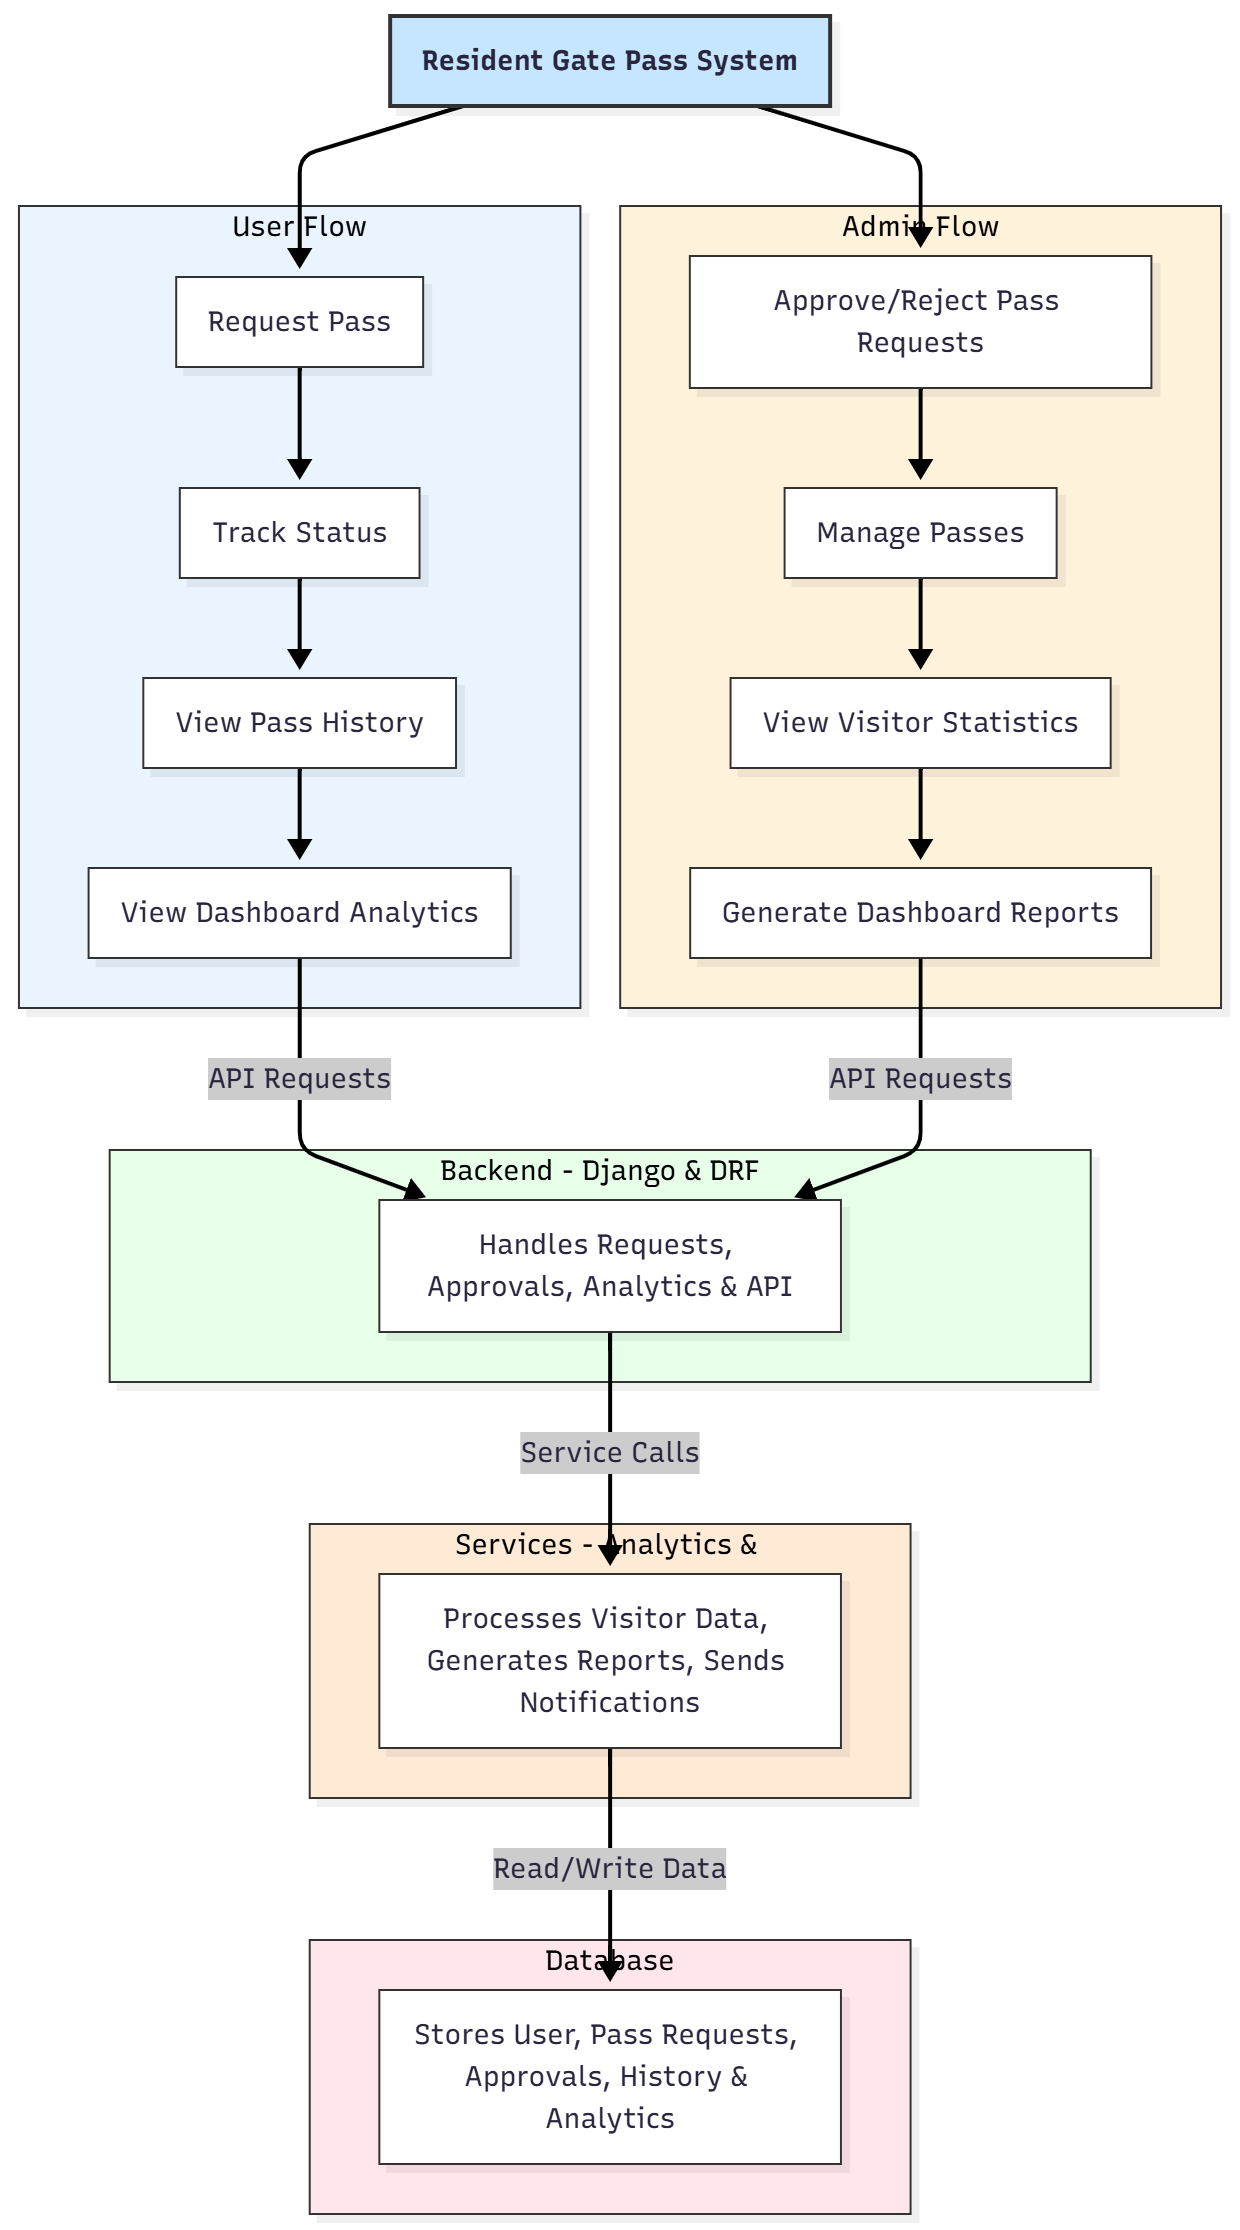 Resident Gate Pass System
User Flow
Request Pass
Track Status
View Pass History
View Dashboard Analytics
API Requests
Admin Flow
Approve/Reject Pass
Requests
Manage Passes
View Visitor Statistics
Generate Dashboard Reports
API Requests
Backend - Django & DRF
Handles Requests,
Approvals, Analytics & API
Service Calls
Services - Analytics &
Processes Visitor Data,
Generates Reports, Sends
Notifications
Read/Write Data
Database
Stores User, Pass Requests,
Approvals, History &
Analytics